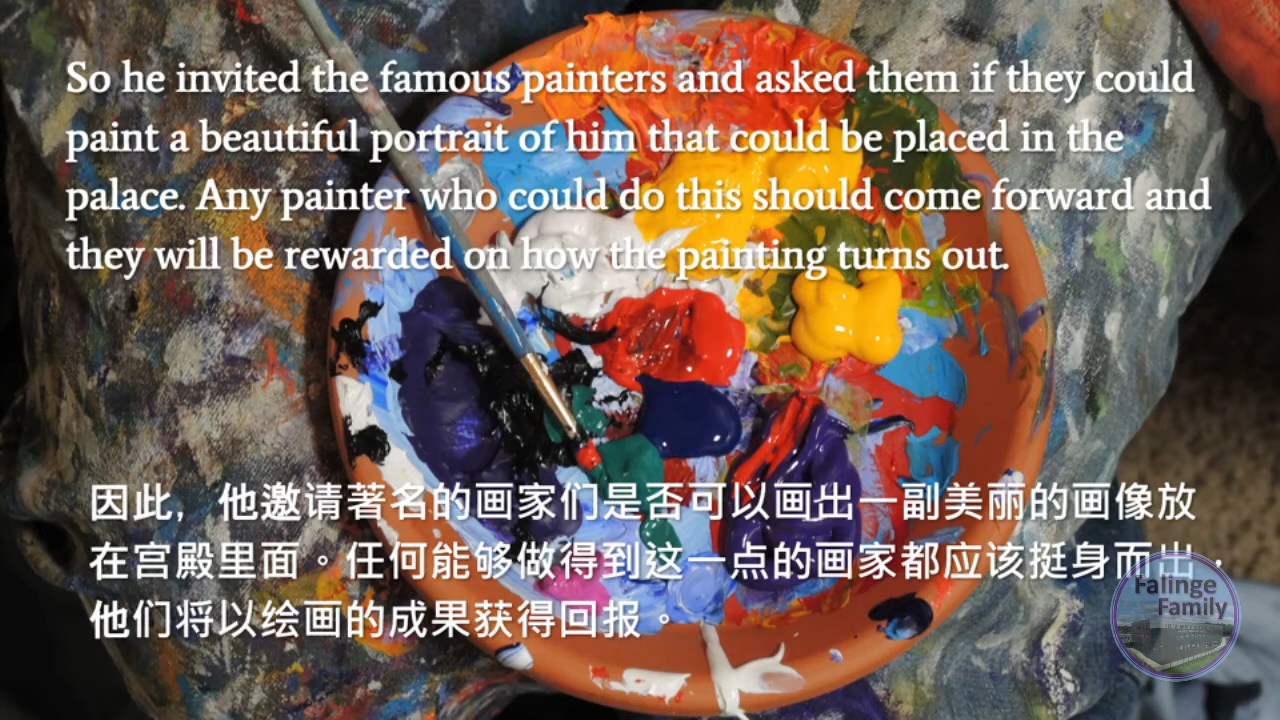 So he invited the famous painters and asked them if they could
paint a beautiful portrait of him that could be placed in the
palace. Any painter who could do this should come forward and
they will be rewarded on how the painting turns out.
因此，他邀请著名的画家们是否可以画出一副美丽的画像放
在宫殿里面。任何能够做得到这一点的画家都应该挺身而出，
他们将以绘画的成果获得回报。
Falinge
Family